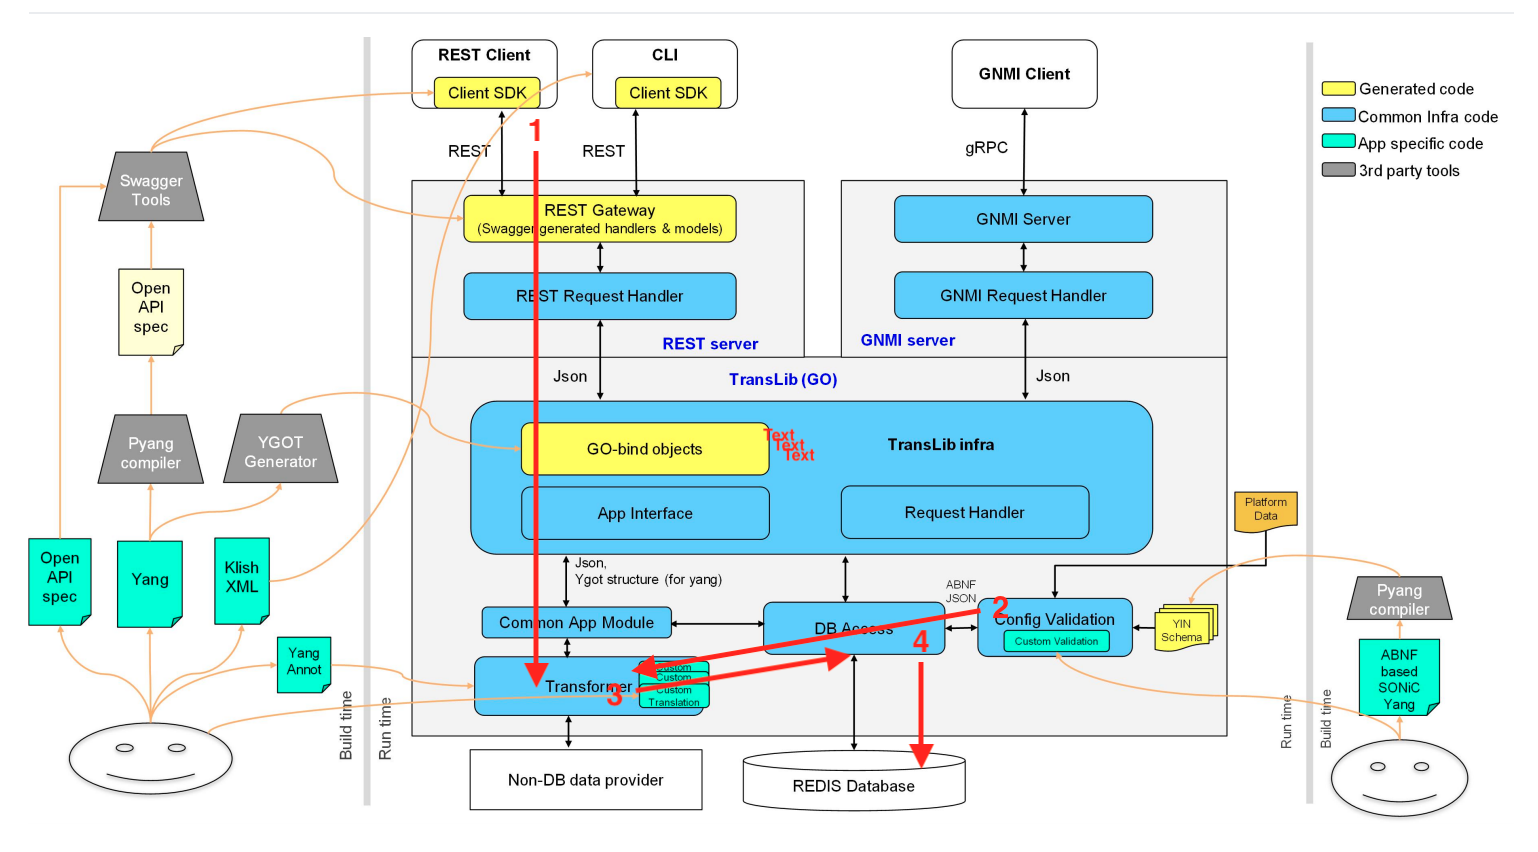 REST Client
Client SDK
CLI
Client SDK
GNMI Client
Generated code
Common Infra code
App specific code
3rd party tools
1
REST
REST
gRPC
Swagger
Tools
REST Gateway
(Swagger generated handlers & models)
GNMI Server
Open
API
spec
REST Request Handler
GNMI Request Handler
REST server
GNMI server
Json
TransLib (GO)
Json
Pyang
compiler
YGOT
Generator
GO-bind objects
Text
Text
Text
TransLib infra
App Interface
Request Handler
Platform
Data
Open
API
spec
Yang
Klish
XML
Json,
Ygot structure (for yang)
ABNF
JSON
2
Common App Module
DB Access
4
Config Validation
Custom Validation
YIN
Schema
Pyang
compiler
Yang
Annot
Transformer
3
Custom
Custom
Custom
Translation
ABNF
based
SONiC
Yang
Build time
Run time
Run time
Build time
Non-DB data provider
REDIS Database